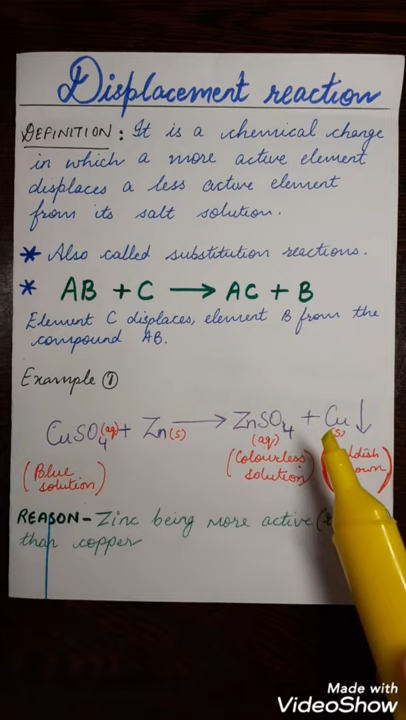 Displacement reaction
DEFINITION: It is a chemical change
in which a more active element
displaces a less active element
from its salt solution.
* Also called substitution reactions.
* AB + C → AC + B
Element C displaces, element B from the
compound AB.
Example ①
CuSO4(aq) + Zn(s) → ZnSO4(aq) + Cu(s)↓
(Blue solution) (Colourless solution)
REASON - Zinc being more active
than copper
Made with
VideoShow